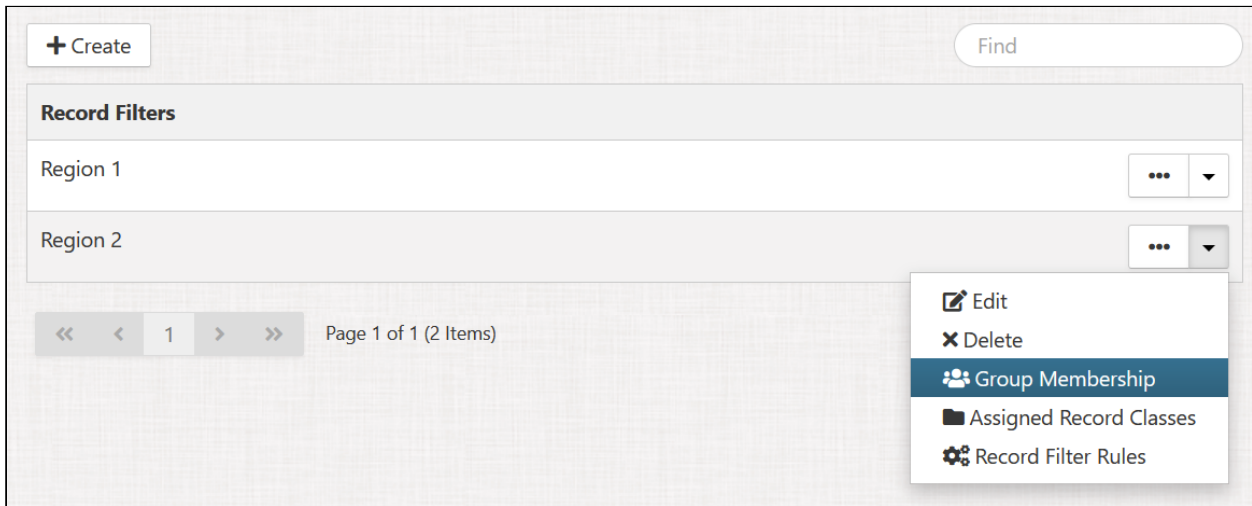 Create
Find
Record Filters
Region 1
Region 2
Edit
Delete
Group Membership
Assigned Record Classes
Record Filter Rules
« < 1 > » Page 1 of 1 (2 Items)